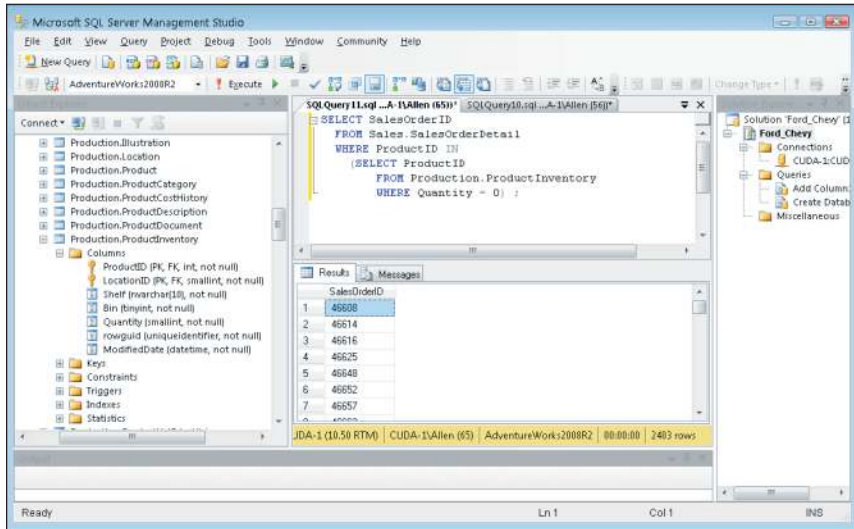 Microsoft SQL Server Management Studio
File Edit View Query Project Debug Tools Window Community Help
New Query
AdventureWorks2008R2 Execute Change Type
Connect
Production.Illustration
Production.Location
Production.Product
Production.ProductCategory
Production.ProductCostHistory
Production.ProductDescription
Production.ProductDocument
Production.ProductInventory
Columns
ProductID (PK, FK, int, not null)
LocationID (PK, FK, smallint, not null)
Shelf (nvarchar(10), not null)
Bin (tinyint, not null)
Quantity (smallint, not null)
rowguid (uniqueidentifier, not null)
ModifiedDate (datetime, not null)
Keys
Constraints
Triggers
Indexes
Statistics
SQLQuery11.sql ...A-1\Allen (65))* SQLQuery10.sql ...A-1\Allen (56))*
SELECT SalesOrderID
FROM Sales.SalesOrderDetail
WHERE ProductID IN
(SELECT ProductID
FROM Production.ProductInventory
WHERE Quantity = 0) ;
Results Messages
SalesOrderID
1 46608
2 46614
3 46616
4 46625
5 46648
6 46652
7 46657
JDA-1 (10.50 RTM) CUDA-1\Allen (65) AdventureWorks2008R2 00:00:00 2403 rows
Solution 'Ford_Chevy' (1
Ford_Chevy
Connections
CUDA-1:CUD
Queries
Add Column
Create Datab
Miscellaneous
Ready Ln 1 Col 1 INS